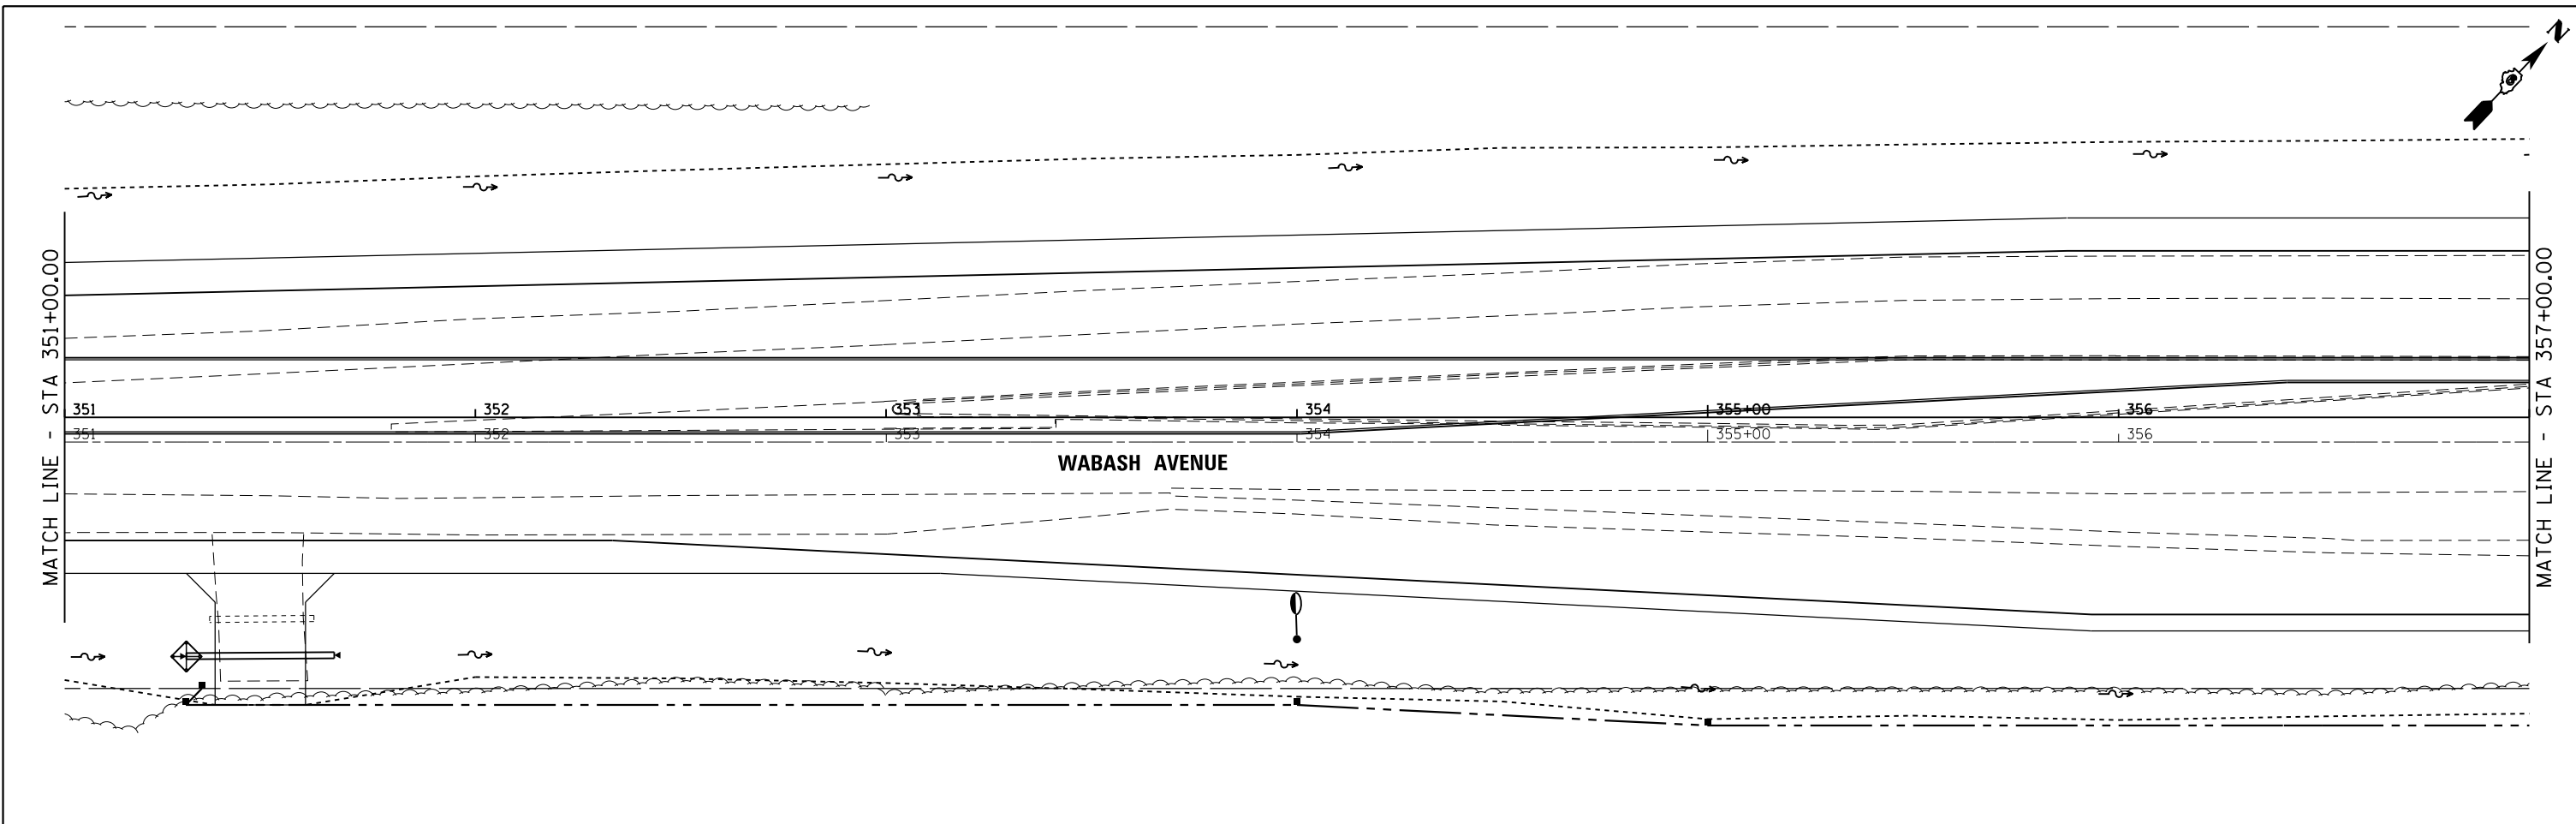 N
MATCH LINE - STA 351+00.00
MATCH LINE - STA 357+00.00
351 352 353 354 355+00 356
351 352 353 354 355+00 356
WABASH AVENUE